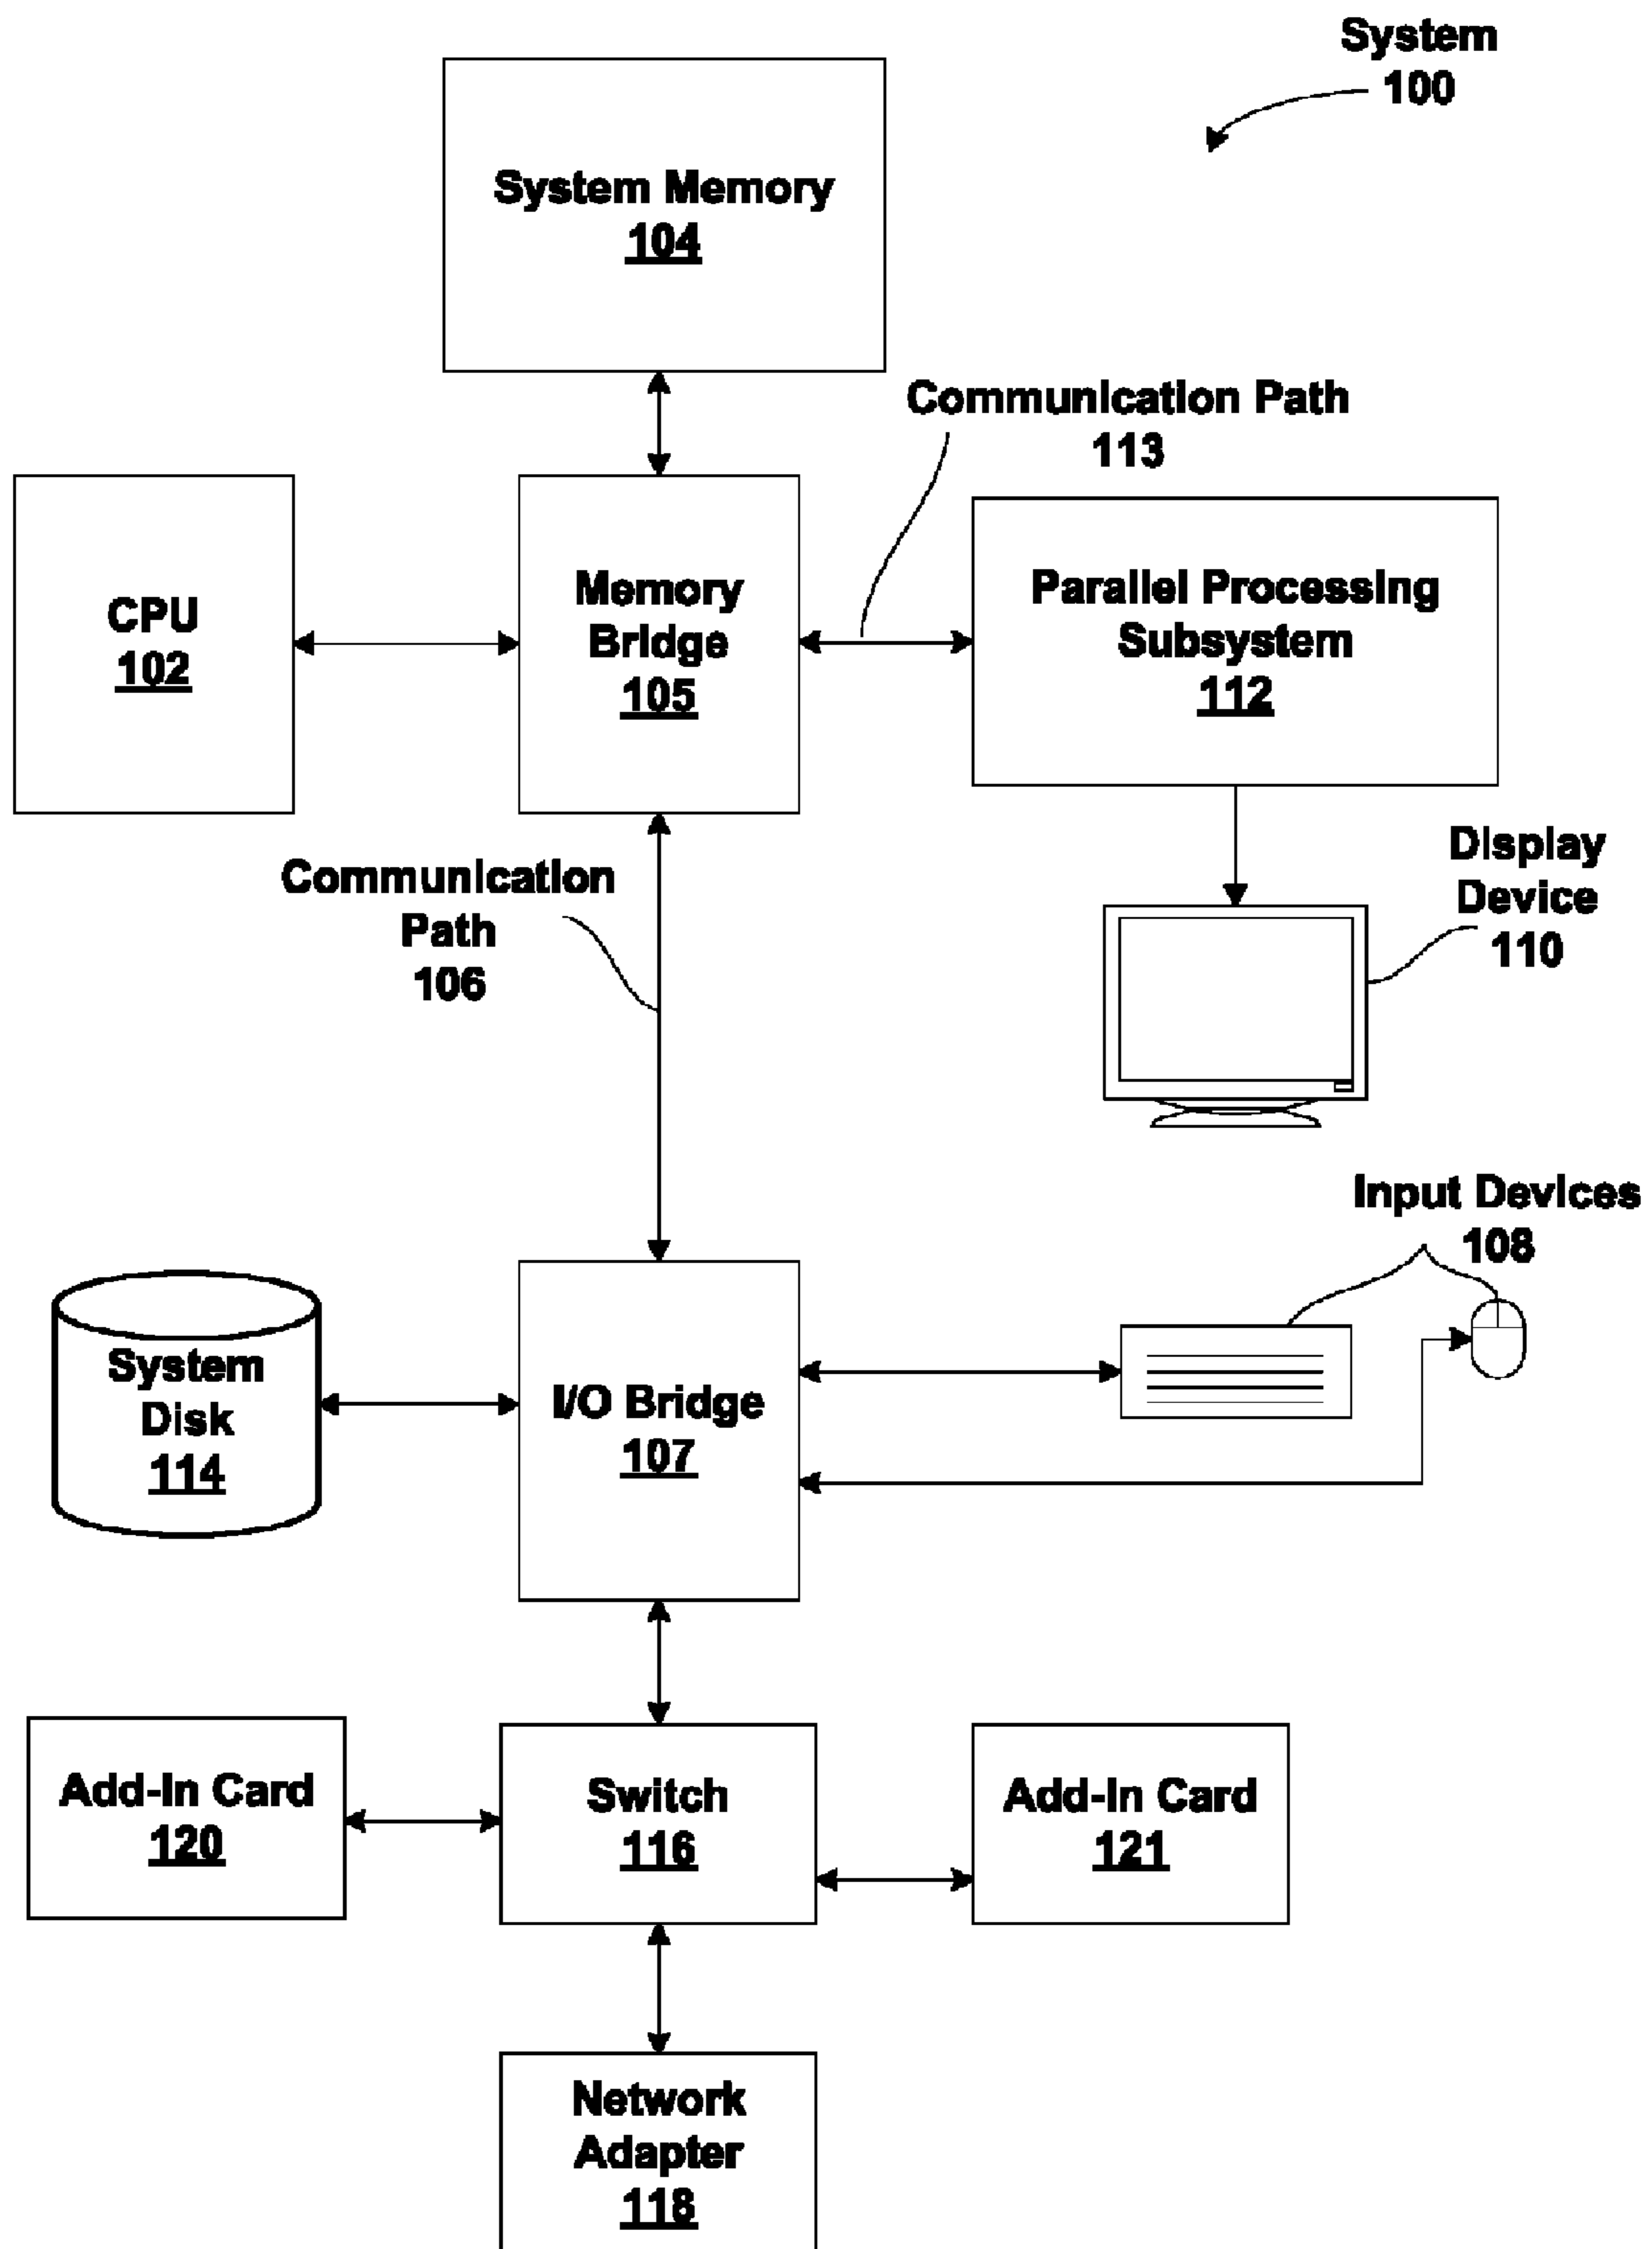 System
100
System Memory
104
Communication Path
113
CPU
102
Memory
Bridge
105
Parallel Processing
Subsystem
112
Communication
Path
106
Display
Device
110
Input Devices
108
System
Disk
114
I/O Bridge
107
Add-In Card
120
Switch
116
Add-In Card
121
Network
Adapter
118